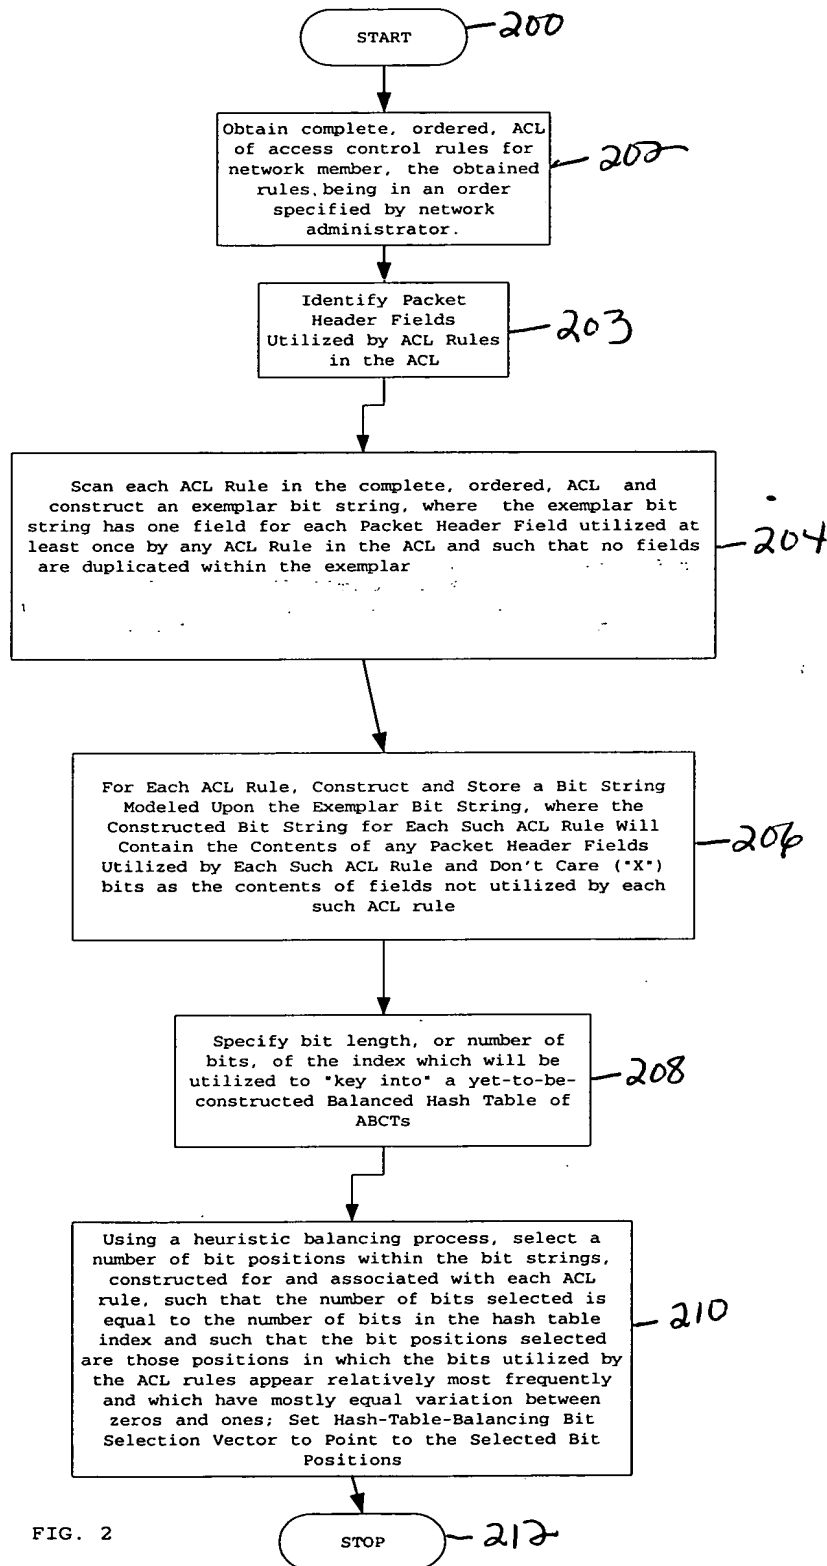 START
200
Obtain complete, ordered, ACL
of access control rules for
network member, the obtained
rules, being in an order
specified by network
administrator.
202
Identify Packet
Header Fields
Utilized by ACL Rules
in the ACL
203
Scan each ACL Rule in the complete, ordered, ACL and
construct an exemplar bit string, where the exemplar bit
string has one field for each Packet Header Field utilized at
least once by any ACL Rule in the ACL and such that no fields
are duplicated within the exemplar
204
For Each ACL Rule, Construct and Store a Bit String
Modeled Upon the Exemplar Bit String, where the
Constructed Bit String for Each Such ACL Rule Will
Contain the Contents of any Packet Header Fields
Utilized by Each Such ACL Rule and Don't Care ("X")
bits as the contents of fields not utilized by each
such ACL rule
206
Specify bit length, or number of
bits, of the index which will be
utilized to "key into" a yet-to-be-
constructed Balanced Hash Table of
ABCTs
208
Using a heuristic balancing process, select a
number of bit positions within the bit strings,
constructed for and associated with each ACL
rule, such that the number of bits selected is
equal to the number of bits in the hash table
index and such that the bit positions selected
are those positions in which the bits utilized by
the ACL rules appear relatively most frequently
and which have mostly equal variation between
zeros and ones; Set Hash-Table-Balancing Bit
Selection Vector to Point to the Selected Bit
Positions
210
FIG. 2
STOP
212